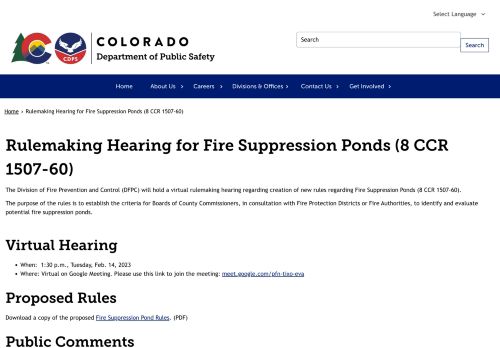 Select Language
COLORADO
Department of Public Safety
CDPS
Search
Search
Home About Us Careers Divisions & Offices Contact Us Get Involved
Home › Rulemaking Hearing for Fire Suppression Ponds (8 CCR 1507-60)
Rulemaking Hearing for Fire Suppression Ponds (8 CCR
1507-60)
The Division of Fire Prevention and Control (DFPC) will hold a virtual rulemaking hearing regarding creation of new rules regarding Fire Suppression Ponds (8 CCR 1507-60).
The purpose of the rules is to establish the criteria for Boards of County Commissioners, in consultation with Fire Protection Districts or Fire Authorities, to identify and evaluate
potential fire suppression ponds.
Virtual Hearing
• When: 1:30 p.m., Tuesday, Feb. 14, 2023
• Where: Virtual on Google Meeting. Please use this link to join the meeting: meet.google.com/pfn-tixo-eva
Proposed Rules
Download a copy of the proposed Fire Suppression Pond Rules. (PDF)
Public Comments